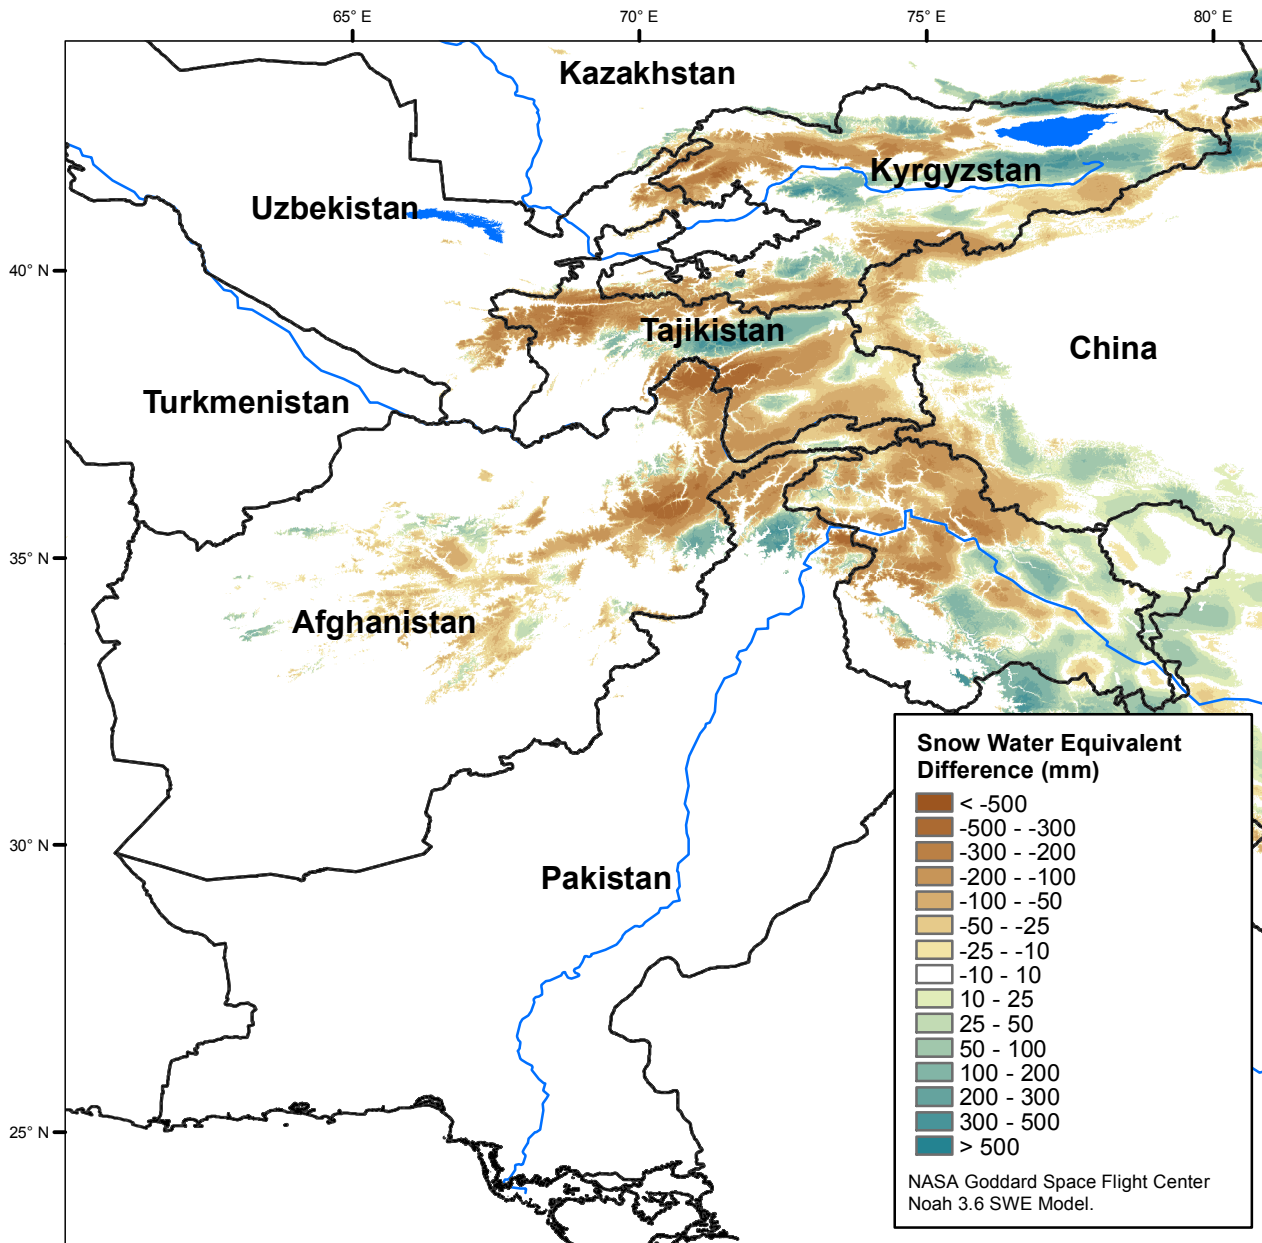 65° E
70° E
75° E
80° E
Kazakhstan
Kyrgyzstan
Uzbekistan
40° N
Tajikistan
China
Turkmenistan
35° N
Afghanistan
Snow Water Equivalent
Difference (mm)
< -500
-500 - -300
-300 - -200
-200 - -100
-100 - -50
-50 - -25
-25 - -10
-10 - 10
10 - 25
25 - 50
50 - 100
100 - 200
200 - 300
300 - 500
> 500
NASA Goddard Space Flight Center
Noah 3.6 SWE Model.
30° N
Pakistan
25° N